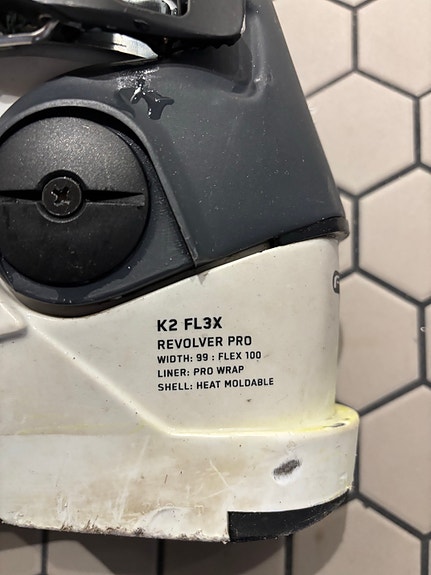 K2 FL3X
REVOLVER PRO
WIDTH: 99 : FLEX 100
LINER: PRO WRAP
SHELL: HEAT MOLDABLE